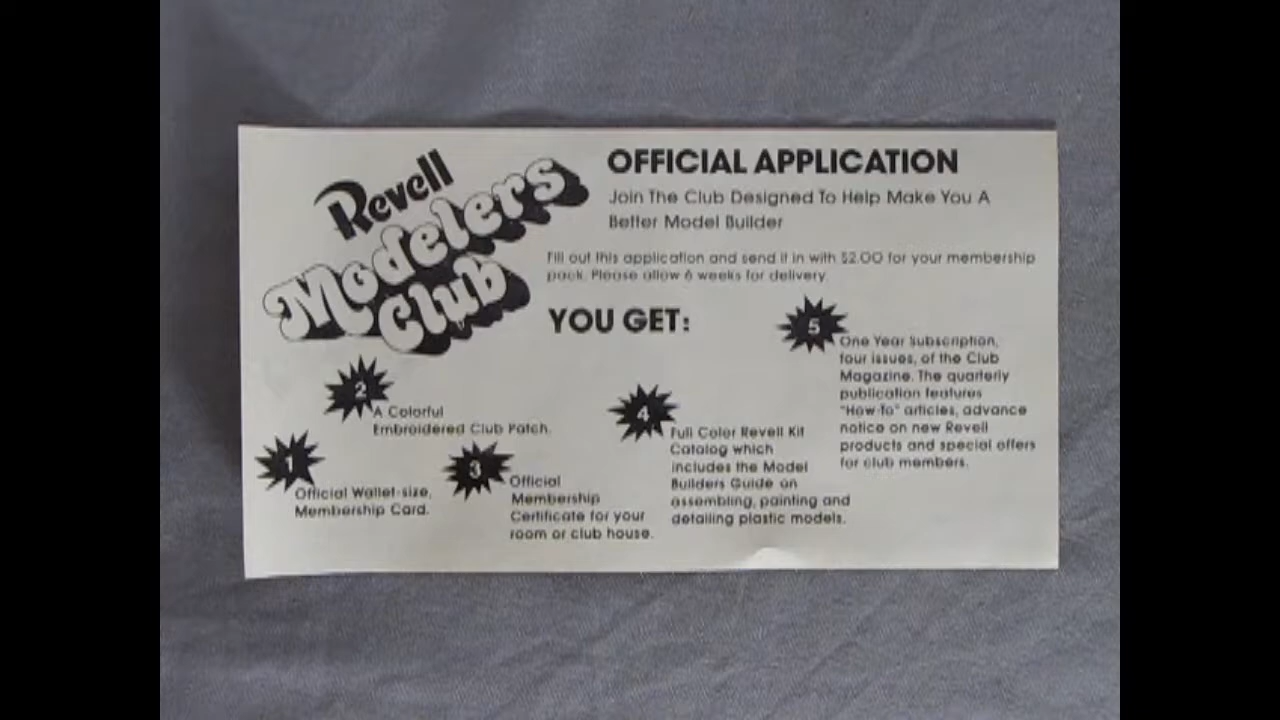 Revell
Modelers
Club
OFFICIAL APPLICATION
Join The Club Designed To Help Make You A
Better Model Builder
Fill out this application and send it in with $2.00 for your membership
pack. Please allow 6 weeks for delivery.
YOU GET:
1
Official Wallet-size,
Membership Card.
2
A Colorful
Embroidered Club Patch.
3
Official
Membership
Certificate for your
room or club house.
4
Full Color Revell Kit
Catalog which
includes the Model
Builders Guide on
assembling, painting and
detailing plastic models.
5
One Year Subscription,
four issues, of the Club
Magazine. The quarterly
publication features
"How-To" articles, advance
notice on new Revell
products and special offers
for club members.